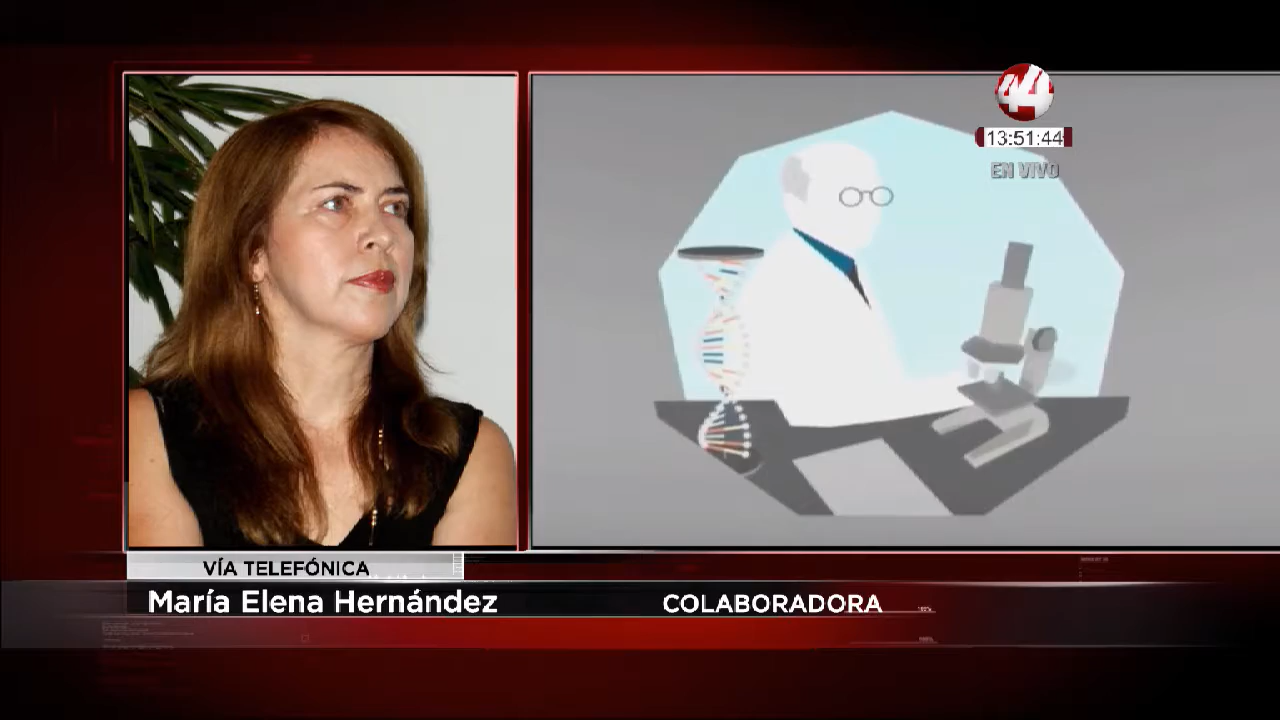 44
13:51:44
EN VIVO
VÍA TELEFÓNICA
María Elena Hernández
COLABORADORA